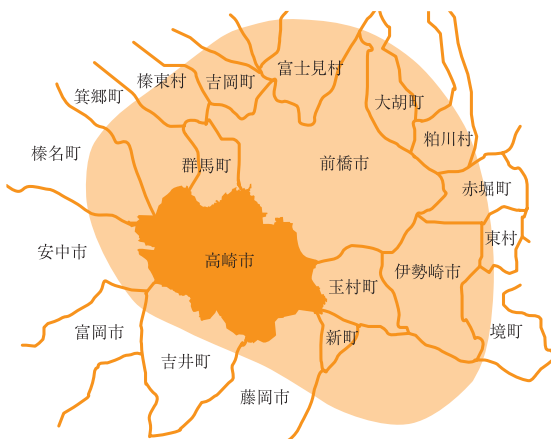 富士見村
榛東村
吉岡町
箕郷町
大胡町
粕川村
榛名町
群馬町
前橋市
赤堀町
東村
安中市
高崎市
伊勢崎市
玉村町
富岡市
新町
境町
吉井町
藤岡市